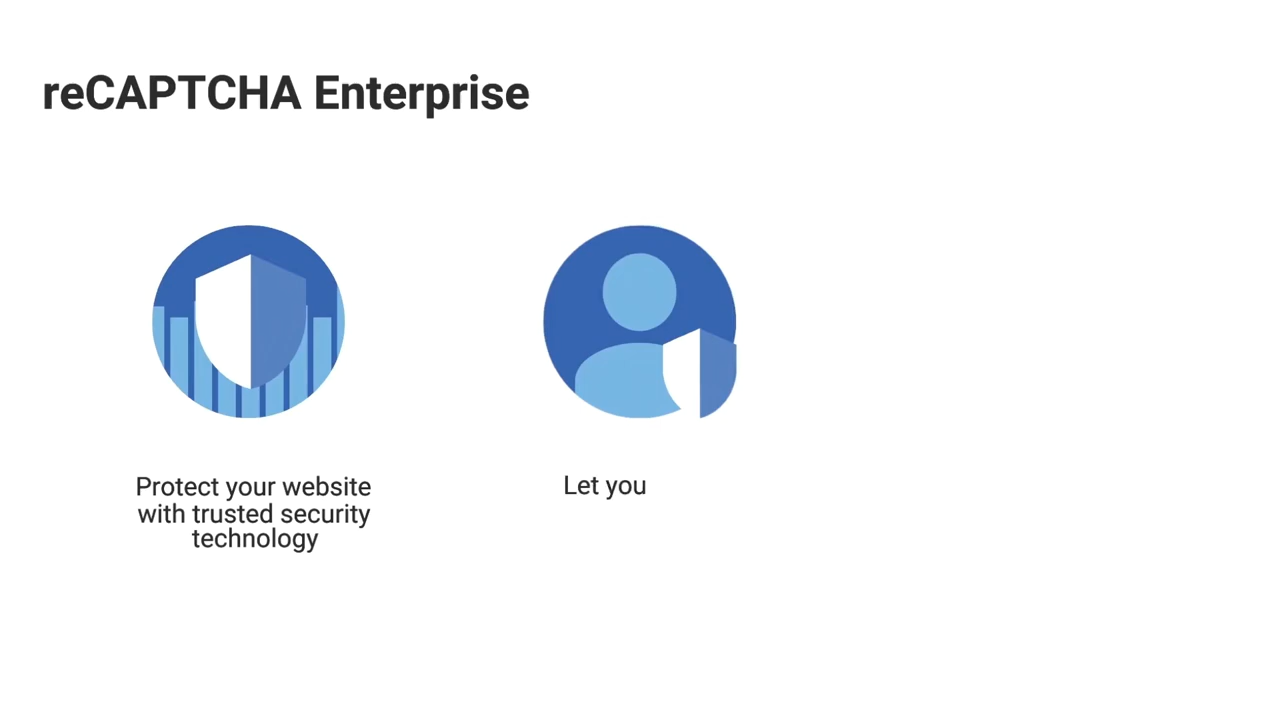 reCAPTCHA Enterprise
Protect your website
with trusted security
technology
Let you